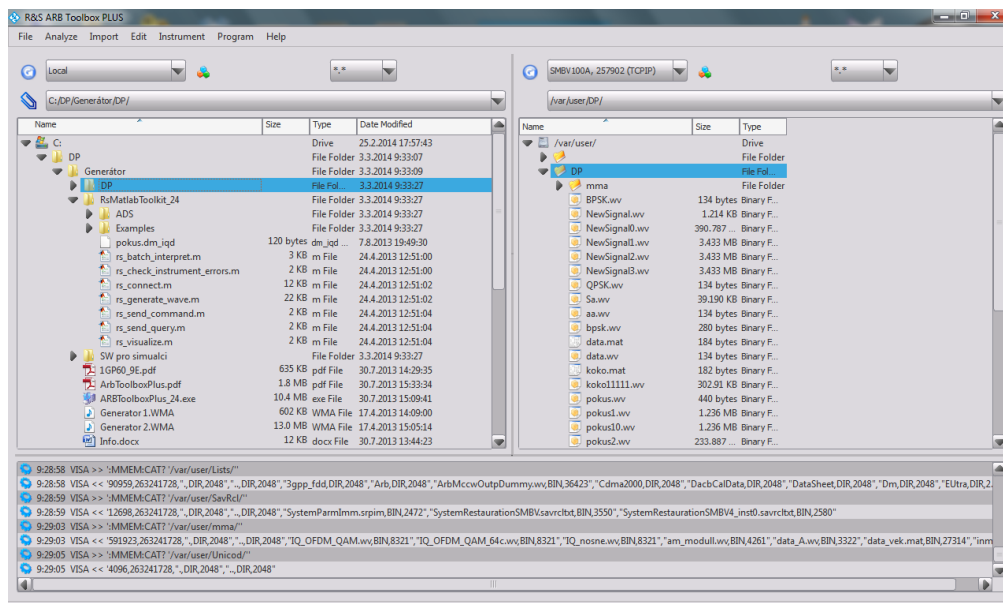 R&S ARB Toolbox PLUS
File Analyze Import Edit Instrument Program Help
Local *.* SMBV100A, 257902 (TCPIP) *.*
C:/DP/Generátor/DP/ /var/user/DP/
Name Size Type Date Modified
C: Drive 25.2.2014 17:57:43
DP File Folder 3.3.2014 9:33:07
Generátor File Folder 3.3.2014 9:33:09
DP File Fol... 3.3.2014 9:33:27
RsMatlabToolkit_24 File Folder 3.3.2014 9:33:27
ADS File Folder 3.3.2014 9:33:27
Examples File Folder 3.3.2014 9:33:27
pokus.dm_iqd 120 bytes dm_iqd ... 7.8.2013 19:49:30
rs_batch_interpret.m 3 KB m File 24.4.2013 12:51:00
rs_check_instrument_errors.m 2 KB m File 24.4.2013 12:51:00
rs_connect.m 12 KB m File 24.4.2013 12:51:02
rs_generate_wave.m 22 KB m File 24.4.2013 12:51:02
rs_send_command.m 2 KB m File 24.4.2013 12:51:04
rs_send_query.m 2 KB m File 24.4.2013 12:51:04
rs_visualize.m 2 KB m File 24.4.2013 12:51:04
SW pro simualci File Folder 3.3.2014 9:33:27
1GP60_9E.pdf 635 KB pdf File 30.7.2013 14:29:35
ArbToolboxPlus.pdf 1.8 MB pdf File 30.7.2013 15:33:34
ARBToolboxPlus_24.exe 10.4 MB exe File 30.7.2013 15:09:41
Generator 1.WMA 602 KB WMA File 17.4.2013 14:09:00
Generator 2.WMA 13.0 MB WMA File 17.4.2013 15:05:14
Info.docx 12 KB docx File 30.7.2013 13:44:23
Name Size Type
/var/user/ Drive
File Folder
DP File Fol...
mma File Folder
BPSK.wv 134 bytes Binary F...
NewSignal.wv 1.214 KB Binary F...
NewSignal0.wv 390.787 ... Binary F...
NewSignal1.wv 3.433 MB Binary F...
NewSignal2.wv 3.433 MB Binary F...
NewSignal3.wv 3.433 MB Binary F...
QPSK.wv 134 bytes Binary F...
Sa.wv 39.190 KB Binary F...
aa.wv 134 bytes Binary F...
bpsk.wv 280 bytes Binary F...
data.mat 184 bytes Binary F...
data.wv 134 bytes Binary F...
koko.mat 182 bytes Binary F...
koko11111.wv 302.91 KB Binary F...
pokus.wv 440 bytes Binary F...
pokus1.wv 1.236 MB Binary F...
pokus10.wv 1.236 MB Binary F...
pokus2.wv 233.887 ... Binary F...
9:28:58 VISA >> ':MMEM:CAT? '/var/user/Lists/''
9:28:58 VISA << '90959,263241728,".,DIR,2048","..,DIR,2048","3gpp_fdd,DIR,2048","Arb,DIR,2048","ArbMccwOutpDummy.wv,BIN,36423","Cdma2000,DIR,2048","DacbCalData,DIR,2048","DataSheet,DIR,2048","Dm,DIR,2048","EUtra,DIR,2.
9:28:59 VISA >> ':MMEM:CAT? '/var/user/SavRcl/''
9:28:59 VISA << '12698,263241728,".,DIR,2048","..,DIR,2048","SystemParmImm.srpim,BIN,2472","SystemRestaurationSMBV.savrcltxt,BIN,3550","SystemRestaurationSMBV4_inst0.savrcltxt,BIN,2580"
9:29:03 VISA >> ':MMEM:CAT? '/var/user/mma/''
9:29:03 VISA << '591923,263241728,".,DIR,2048","..,DIR,2048","IQ_OFDM_QAM.wv,BIN,8321","IQ_OFDM_QAM_64c.wv,BIN,8321","IQ_nosne.wv,BIN,8321","am_modull.wv,BIN,4261","data_A.wv,BIN,3322","data_vek.mat,BIN,27314","inm
9:29:05 VISA >> ':MMEM:CAT? '/var/user/Unicod/''
9:29:05 VISA << '4096,263241728,".,DIR,2048","..,DIR,2048"